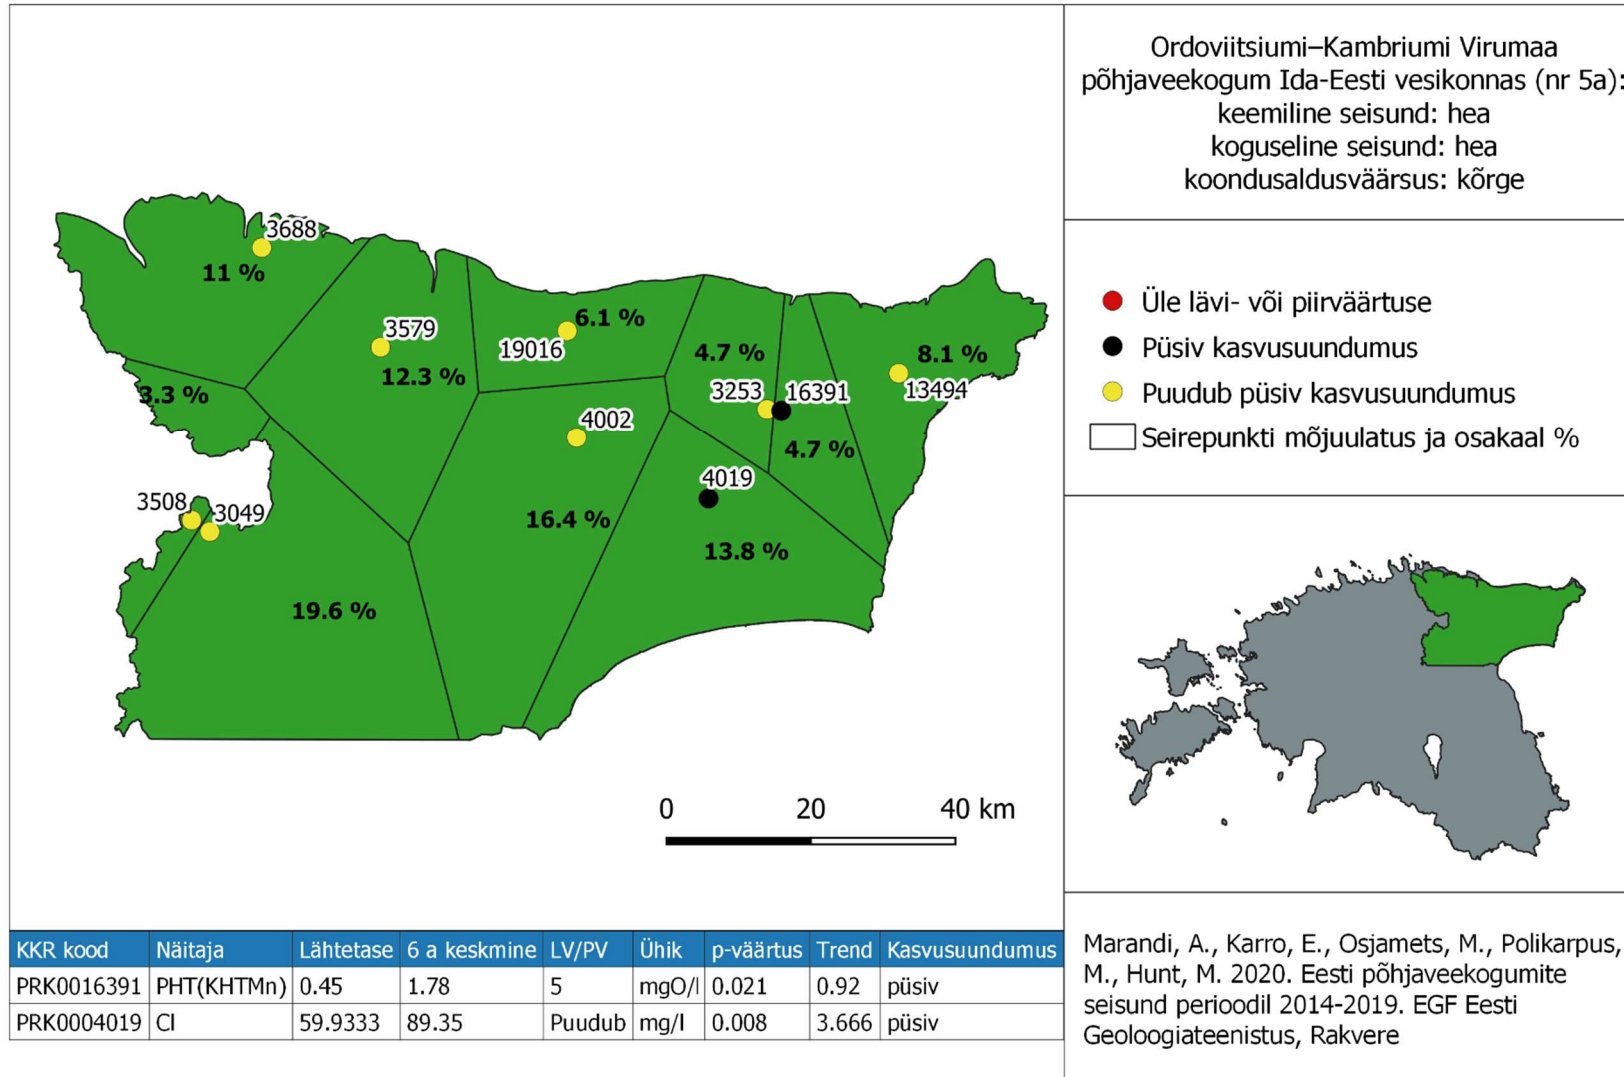 Ordoviitsiumi–Kambriumi Virumaa
põhjaveekogum Ida-Eesti vesikonnas (nr 5a):
keemiline seisund: hea
koguseline seisund: hea
koondusaldusväärsus: kõrge
3688
11 %
3579
12.3 %
6.1 %
19016
4.7 %
8.1 %
3.3 %
3253
16391
13494
4002
4.7 %
4019
3508
3049
16.4 %
13.8 %
19.6 %
0 20 40 km
Üle lävi- või piirväärtuse
Püsiv kasvusuundumus
Puudub püsiv kasvusuundumus
Seirepunkti mõjuulatus ja osakaal %
KKR kood Näitaja Lähtetase 6 a keskmine LV/PV Ühik p-väärtus Trend Kasvusuundumus
PRK0016391 PHT(KHTMn) 0.45 1.78 5 mgO/l 0.021 0.92 püsiv
PRK0004019 Cl 59.9333 89.35 Puudub mg/l 0.008 3.666 püsiv
Marandi, A., Karro, E., Osjamets, M., Polikarpus,
M., Hunt, M. 2020. Eesti põhjaveekogumite
seisund perioodil 2014-2019. EGF Eesti
Geoloogiateenistus, Rakvere